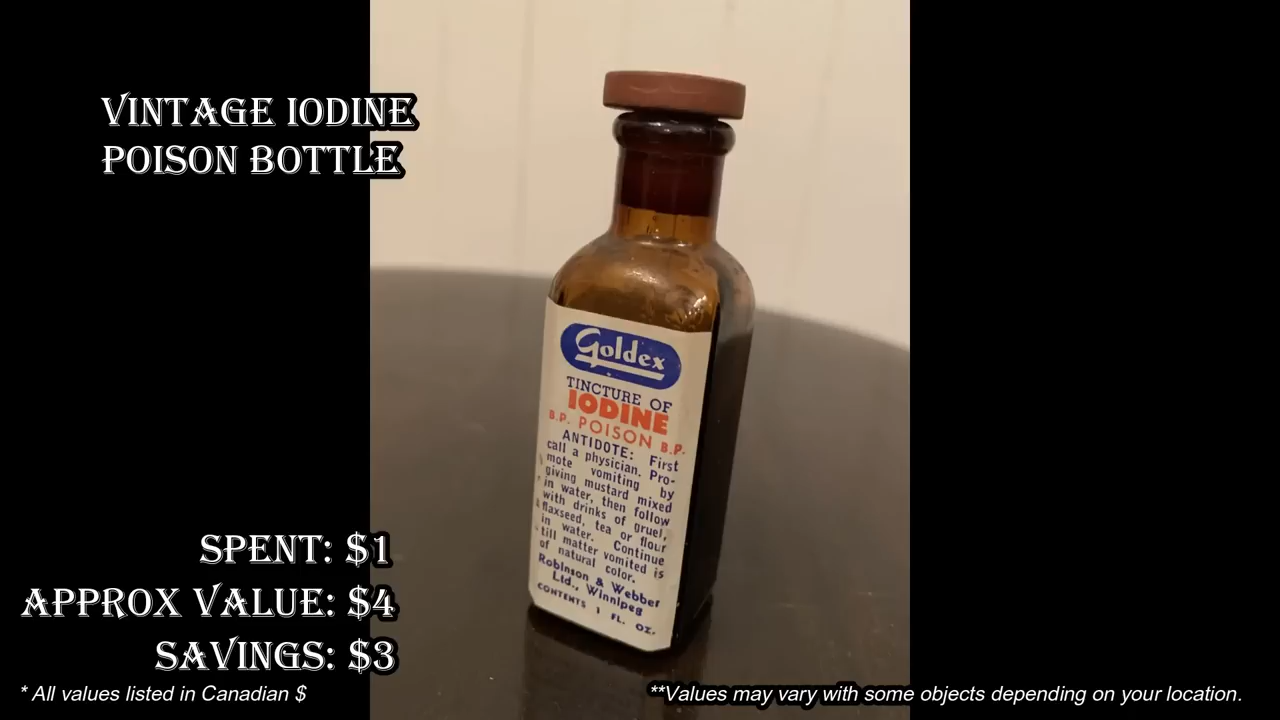 VINTAGE IODINE
POISON BOTTLE
Goldex
TINCTURE OF
IODINE
B.P. POISON B.P.
ANTIDOTE: First
call a physician. Pro-
mote vomiting by
giving mustard mixed
in water, then follow
with drinks of gruel,
flaxseed, tea or flour
in water. Continue
till matter vomited is
of natural color.
Robinson & Webber
Ltd., Winnipeg
CONTENTS 1 FL. OZ.
SPENT: $1
APPROX VALUE: $4
SAVINGS: $3
* All values listed in Canadian $
**Values may vary with some objects depending on your location.